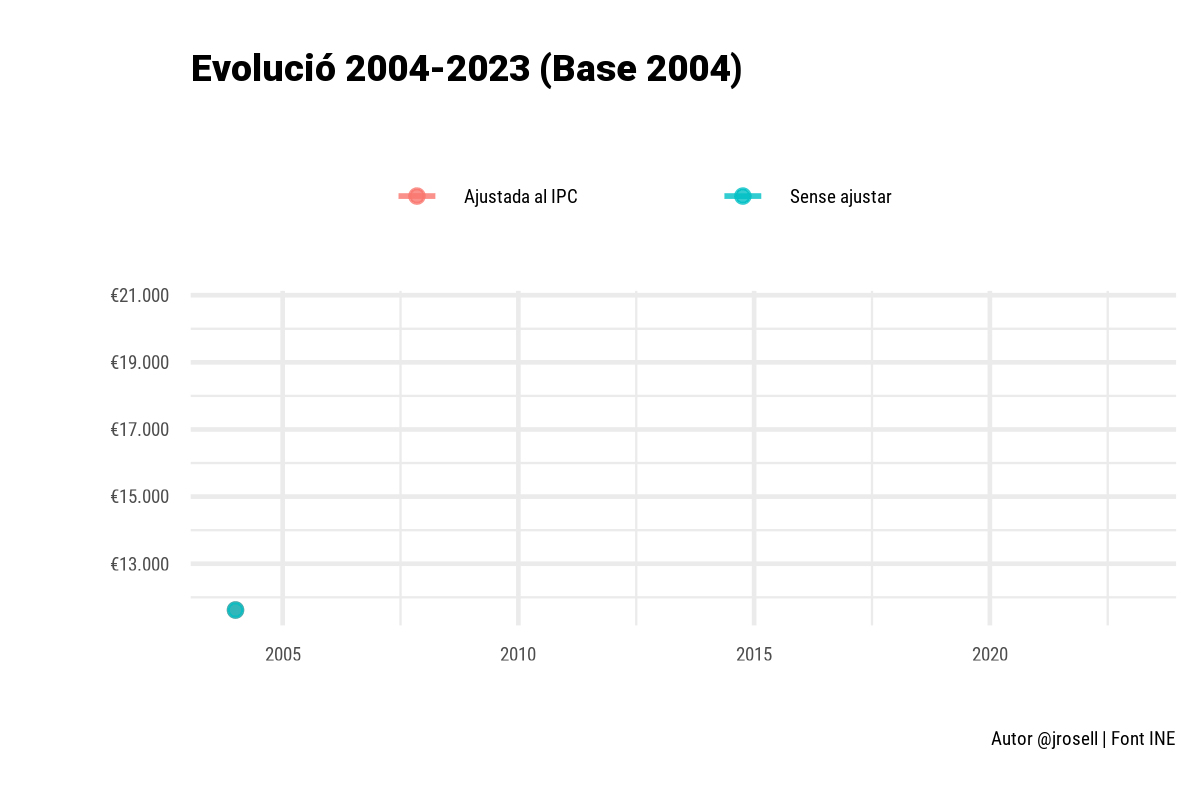 Evolució 2004-2023 (Base 2004)
Ajustada al IPC
Sense ajustar
€21.000
€19.000
€17.000
€15.000
€13.000
2005 2010 2015 2020
Autor @jrosell | Font INE